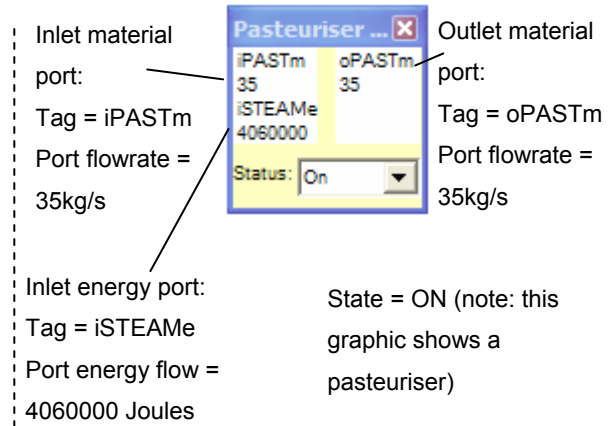 Inlet material
port:
Tag = iPASTm
Port flowrate =
35kg/s
Pasteuriser ...
iPASTm
35
iSTEAMe
4060000
oPASTm
35
Status: On
Outlet material
port:
Tag = oPASTm
Port flowrate =
35kg/s
Inlet energy port:
Tag = iSTEAMe
Port energy flow =
4060000 Joules
State = ON (note: this
graphic shows a
pasteuriser)